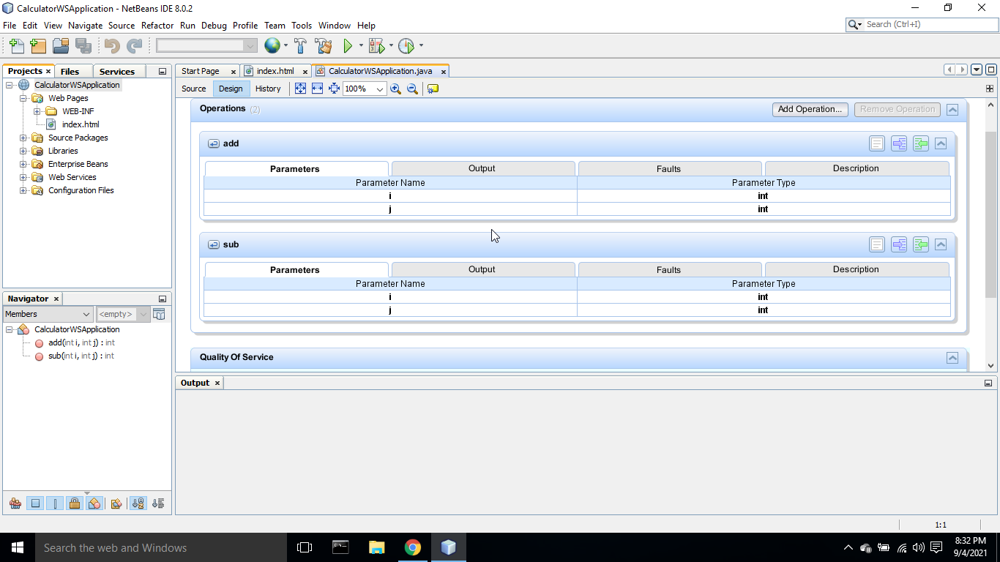 CalculatorWSApplication - NetBeans IDE 8.0.2
File Edit View Navigate Source Refactor Run Debug Profile Team Tools Window Help
Search (Ctrl+I)
Projects Files Services
CalculatorWSApplication
Web Pages
WEB-INF
index.html
Source Packages
Libraries
Enterprise Beans
Web Services
Configuration Files
Start Page index.html CalculatorWSApplication.java
Source Design History 100%
Operations (2) Add Operation... Remove Operation
add
Parameters Output Faults Description
Parameter Name Parameter Type
i int
j int
sub
Parameters Output Faults Description
Parameter Name Parameter Type
i int
j int
Quality Of Service
Navigator
Members <empty>
CalculatorWSApplication
add(int i, int j) : int
sub(int i, int j) : int
Output
1:1
Search the web and Windows
8:32 PM
9/4/2021